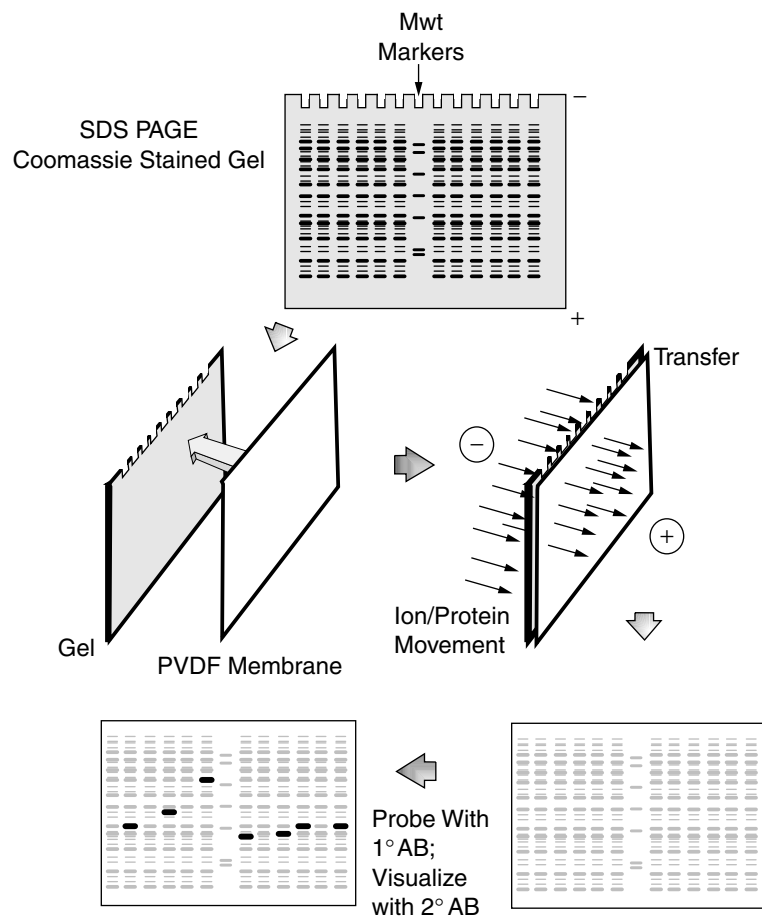 Mwt
Markers
−
SDS PAGE
Coomassie Stained Gel
+
Transfer
−
+
Ion/Protein
Movement
Gel
PVDF Membrane
Probe With
1° AB;
Visualize
with 2° AB